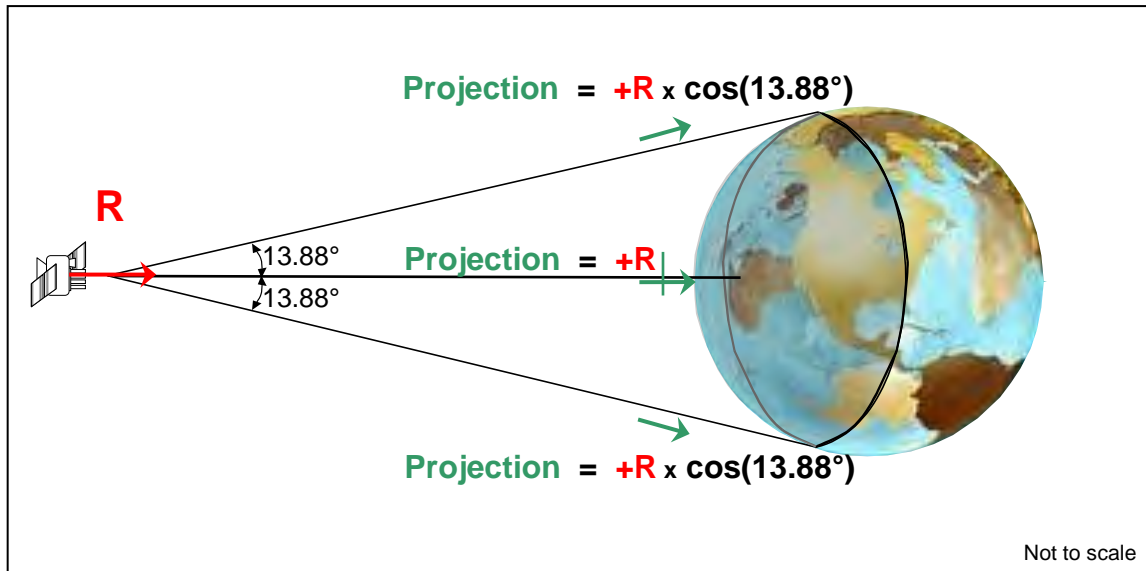 Projection = +R x cos(13.88°)
R
13.88°
Projection = +R
13.88°
Projection = +R x cos(13.88°)
Not to scale